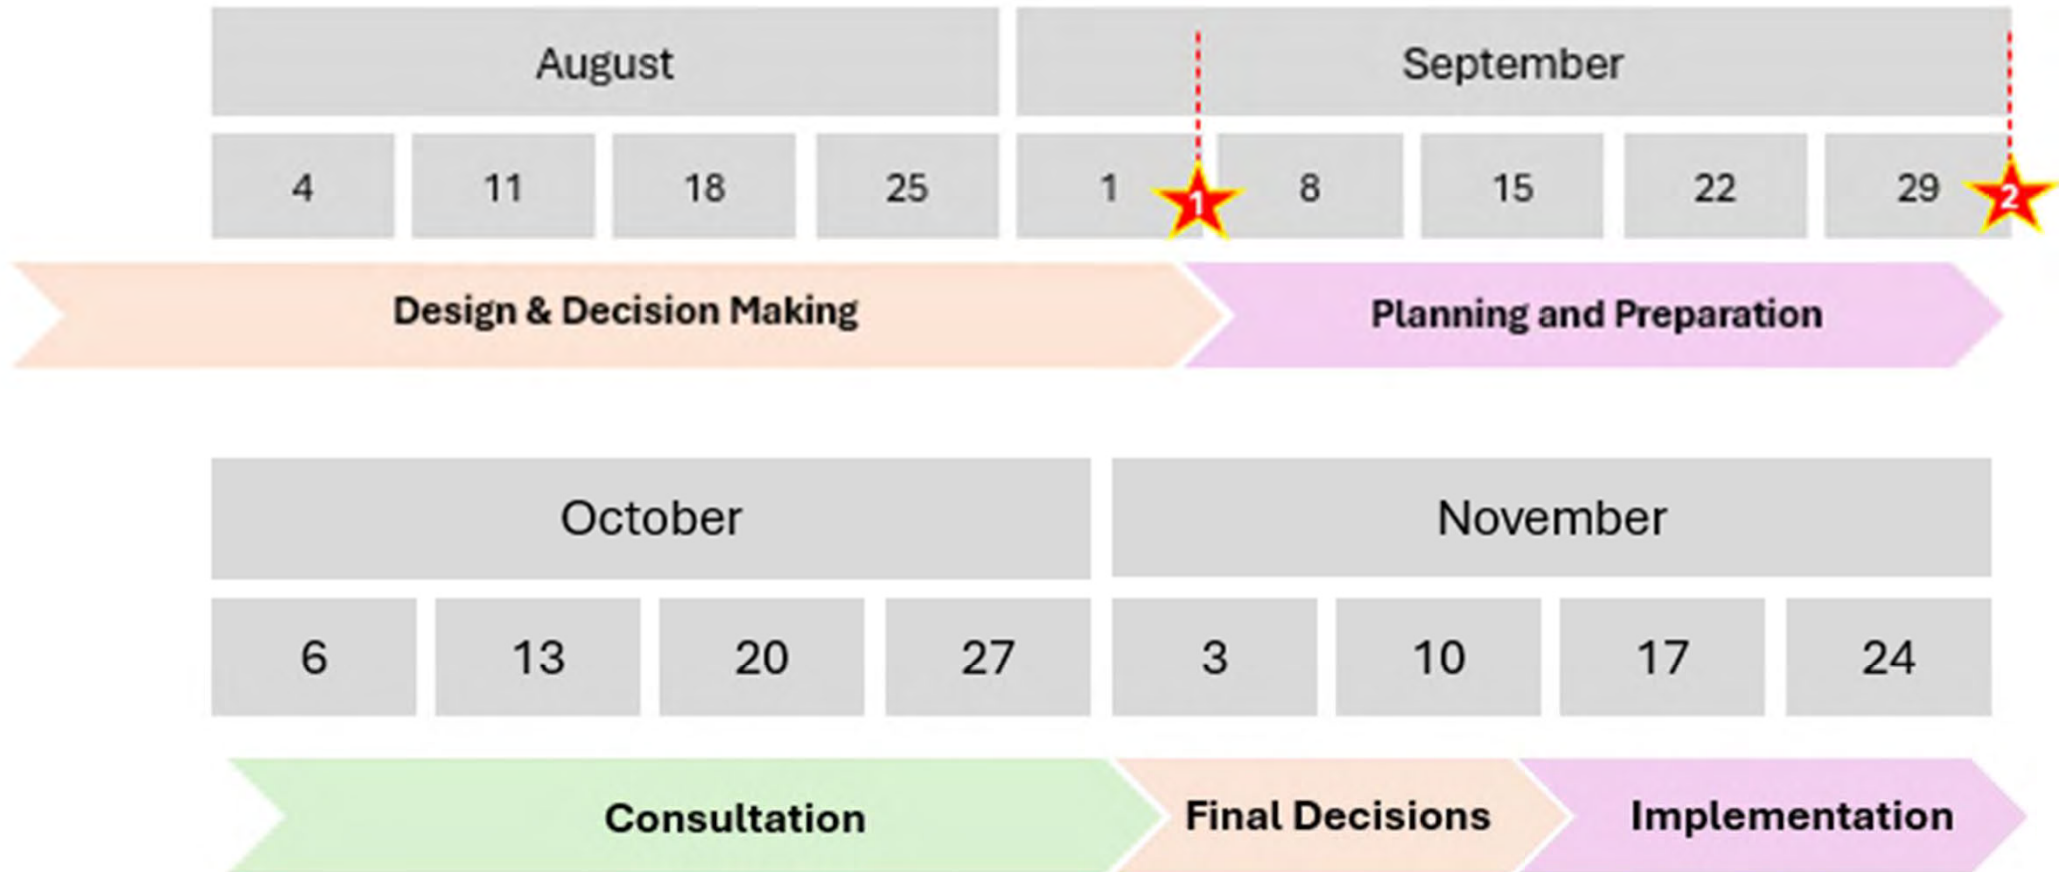 August September
4 11 18 25 1 1 8 15 22 29 2
Design & Decision Making Planning and Preparation
October November
6 13 20 27 3 10 17 24
Consultation Final Decisions Implementation